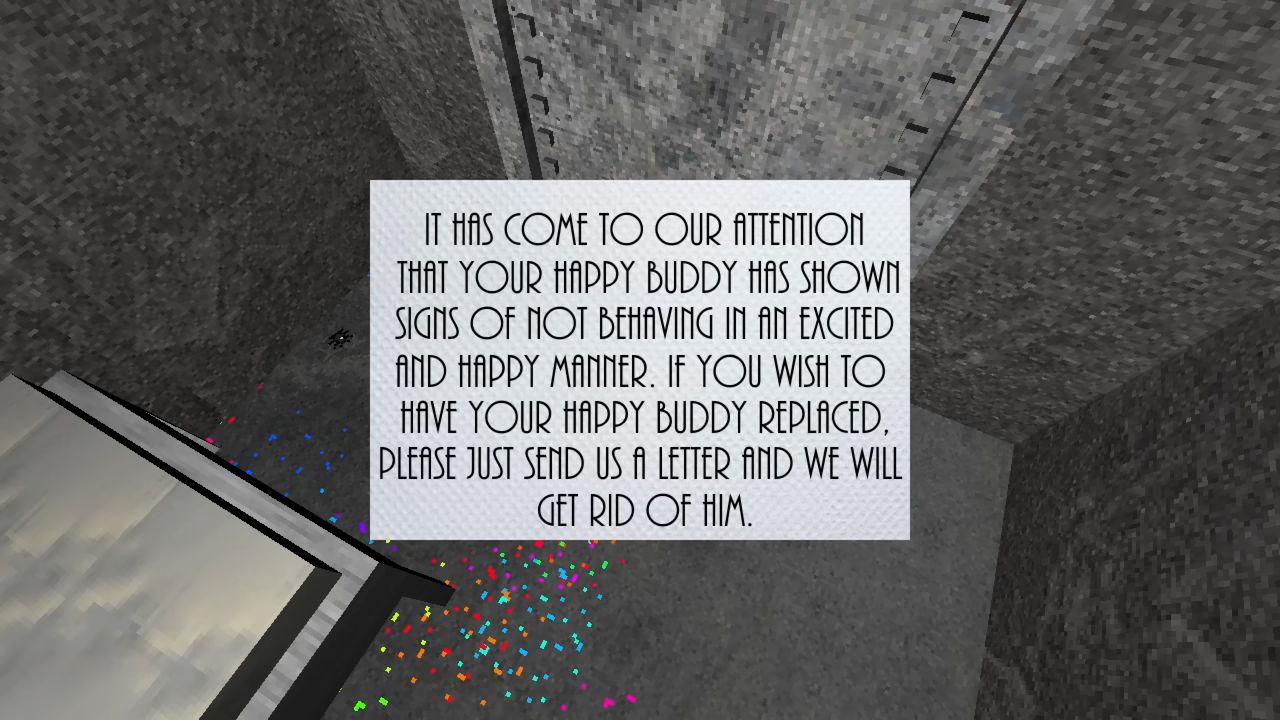 IT HAS COME TO OUR ATTENTION
THAT YOUR HAPPY BUDDY HAS SHOWN
SIGNS OF NOT BEHAVING IN AN EXCITED
AND HAPPY MANNER. IF YOU WISH TO
HAVE YOUR HAPPY BUDDY REPLACED,
PLEASE JUST SEND US A LETTER AND WE WILL
GET RID OF HIM.